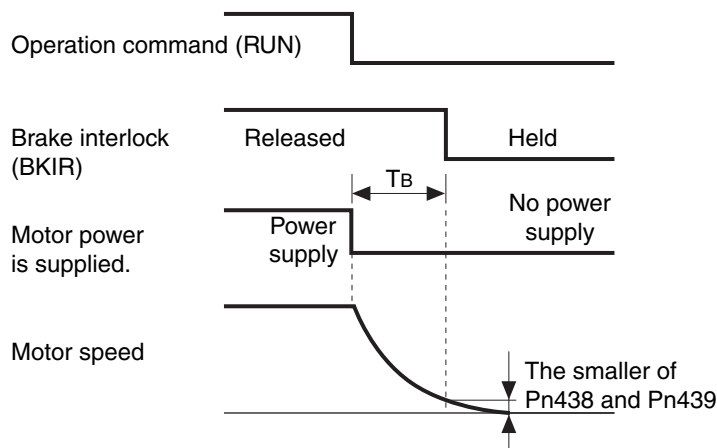 Operation command (RUN)
Brake interlock
(BKIR)
Released
Held
TB
Motor power
is supplied.
Power
supply
No power
supply
Motor speed
The smaller of
Pn438 and Pn439